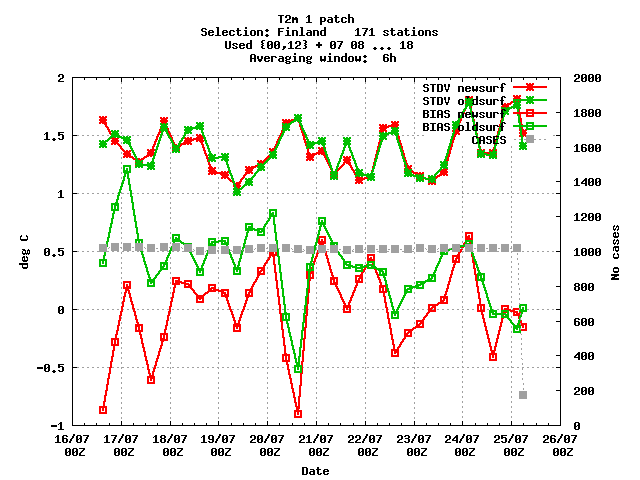 T2m 1 patch
Selection: Finland    171 stations
Used {00,12} + 07 08 ... 18
Averaging window:  6h
STDV newsurf
STDV oldsurf
BIAS newsurf
BIAS oldsurf
CASES
deg C
2
1.5
1
0.5
0
-0.5
-1
2000
1800
1600
1400
1200
1000
800
600
400
200
0
No cases
16/07 17/07 18/07 19/07 20/07 21/07 22/07 23/07 24/07 25/07 26/07
00Z 00Z 00Z 00Z 00Z 00Z 00Z 00Z 00Z 00Z 00Z
Date